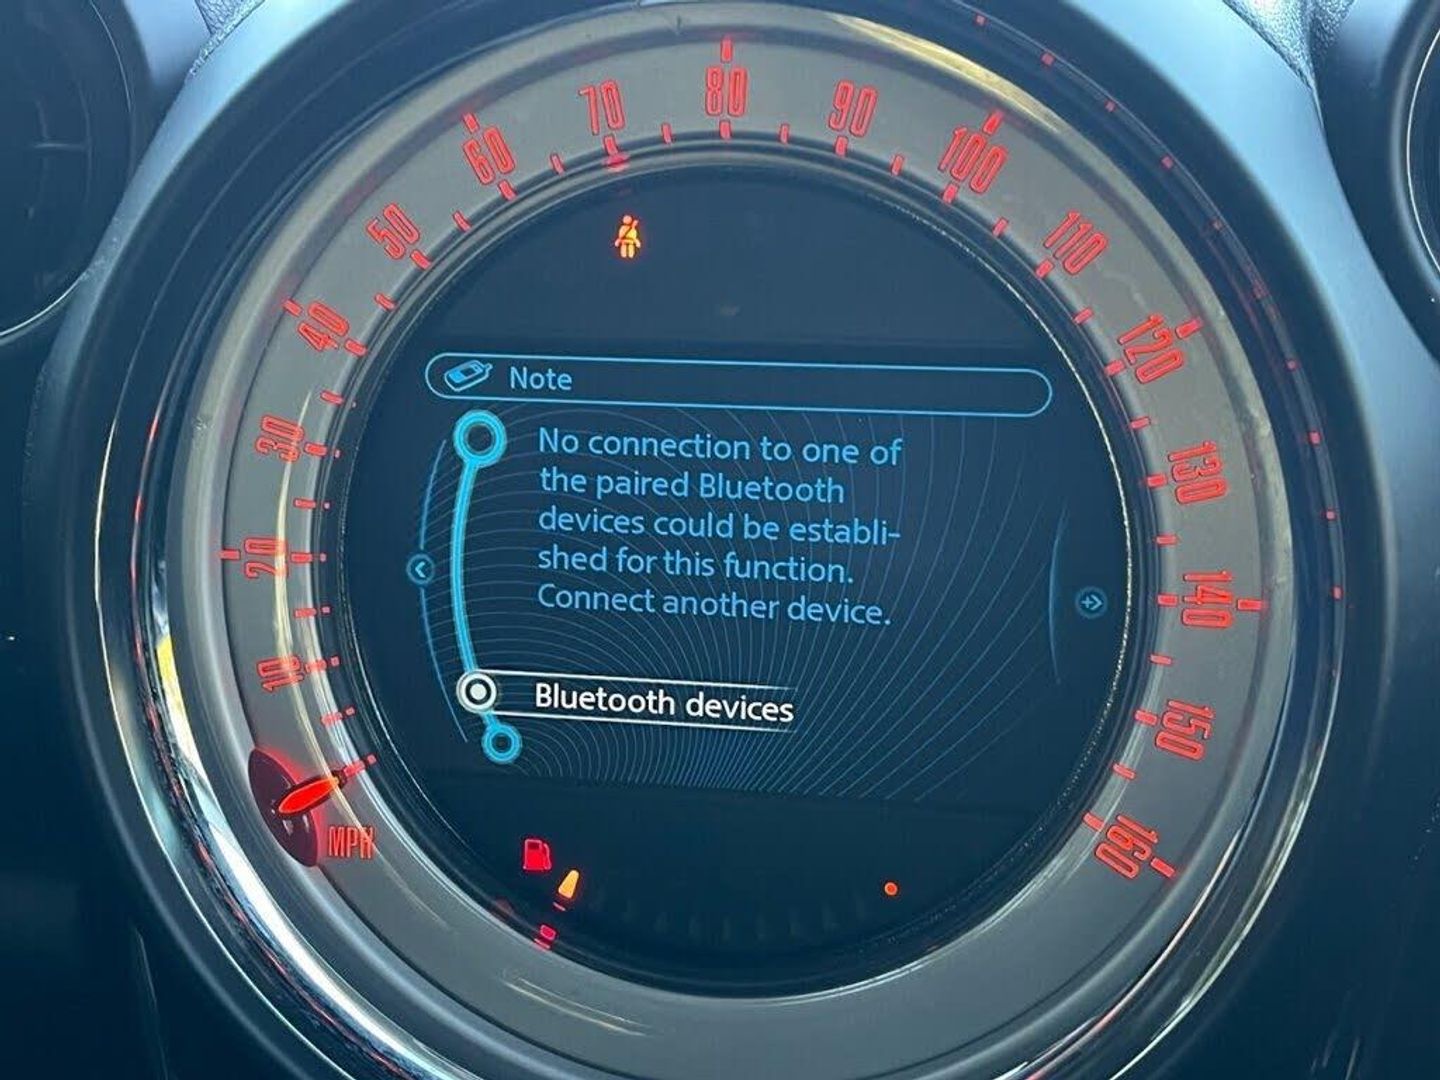 10
20
30
40
50
60
70
80
90
100
110
120
130
140
150
160
MPH
Note
No connection to one of
the paired Bluetooth
devices could be establi-
shed for this function.
Connect another device.
Bluetooth devices